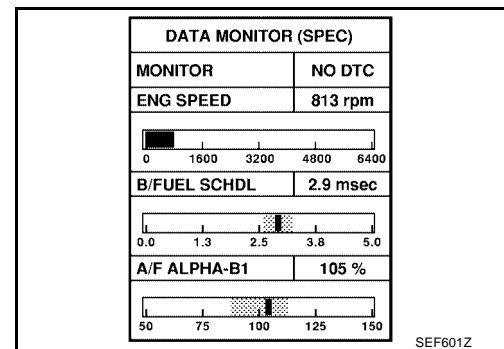 DATA MONITOR (SPEC)
MONITOR NO DTC
ENG SPEED 813 rpm
0 1600 3200 4800 6400
B/FUEL SCHDL 2.9 msec
0.0 1.3 2.5 3.8 5.0
A/F ALPHA-B1 105 %
50 75 100 125 150
SEF601Z